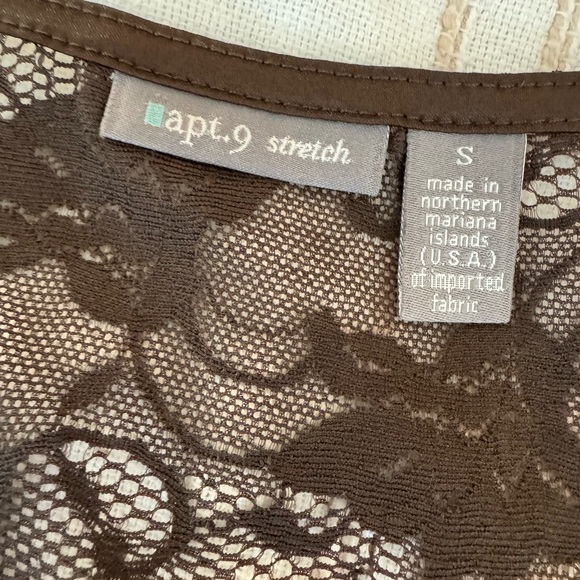 apt.9 stretch
S
made in
northern
mariana
islands
(U.S.A.)
of imported
fabric